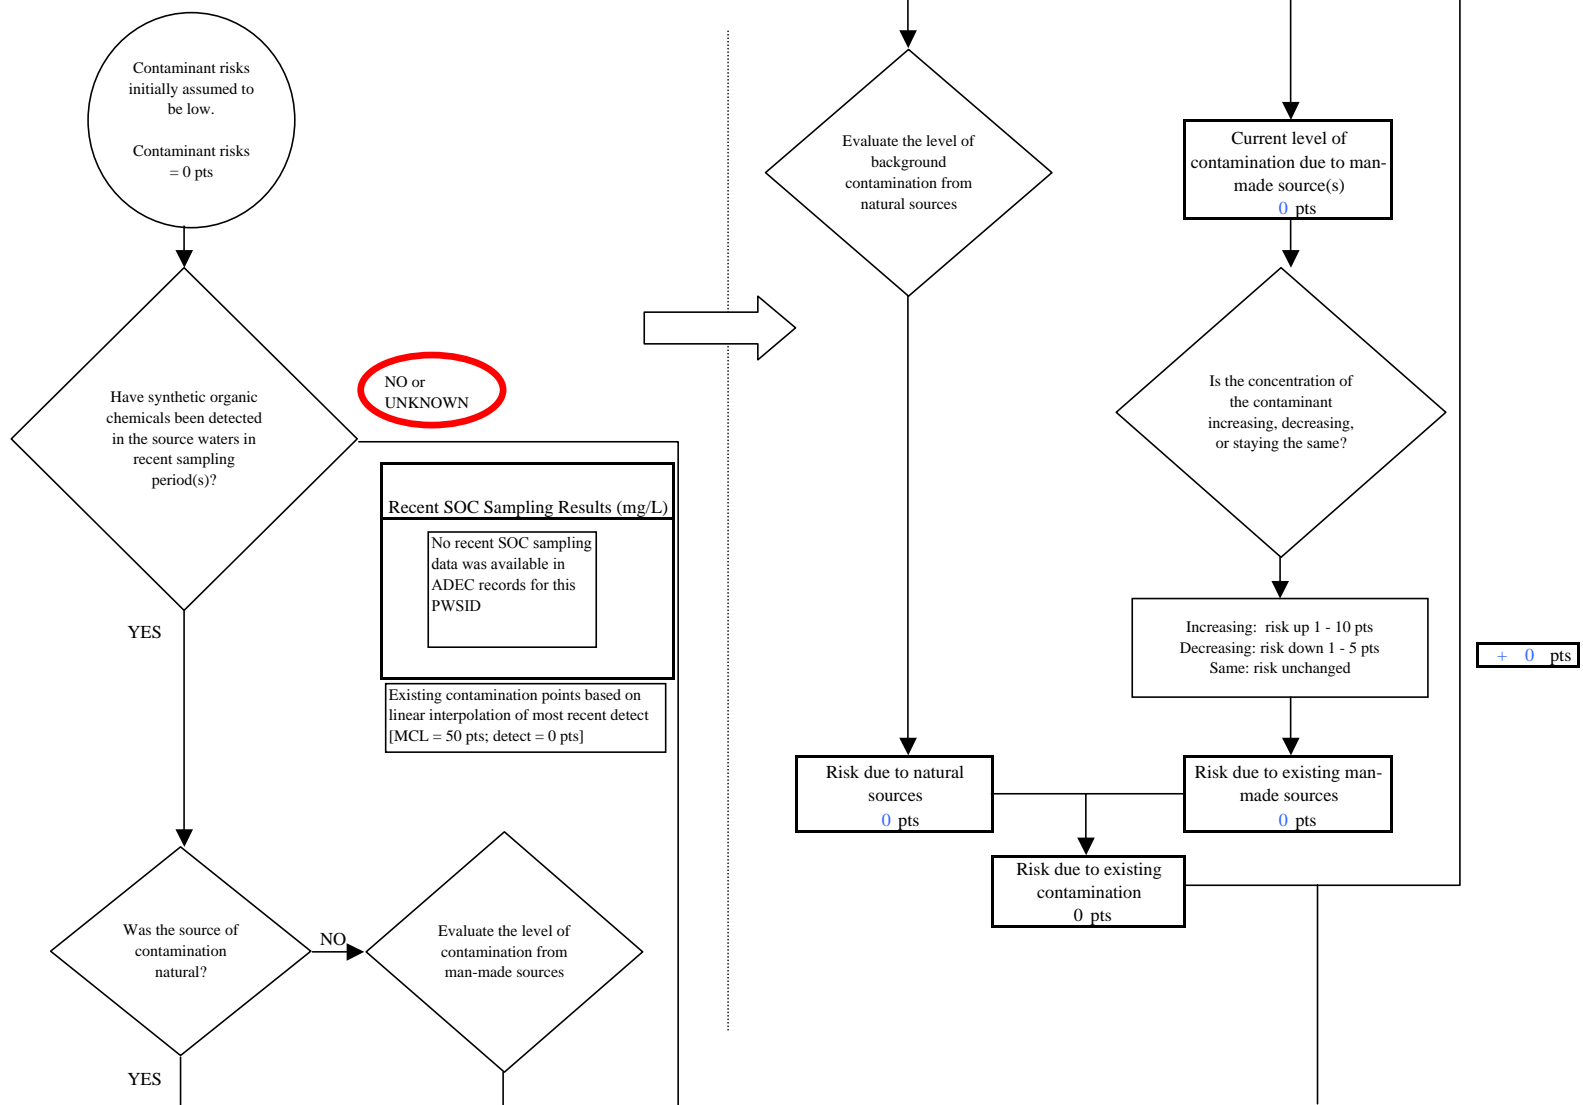 Contaminant risks
initially assumed to
be low.
Contaminant risks
= 0 pts
Have synthetic organic
chemicals been detected
in the source waters in
recent sampling
period(s)?
NO or
UNKNOWN
Recent SOC Sampling Results (mg/L)
No recent SOC sampling
data was available in
ADEC records for this
PWSID
Existing contamination points based on
linear interpolation of most recent detect
[MCL = 50 pts; detect = 0 pts]
YES
Was the source of
contamination
natural?
NO
Evaluate the level of
contamination from
man-made sources
YES
Evaluate the level of
background
contamination from
natural sources
Current level of
contamination due to man-
made source(s)
0 pts
Is the concentration of
the contaminant
increasing, decreasing,
or staying the same?
Increasing: risk up 1 - 10 pts
Decreasing: risk down 1 - 5 pts
Same: risk unchanged
+ 0 pts
Risk due to natural
sources
0 pts
Risk due to existing man-
made sources
0 pts
Risk due to existing
contamination
0 pts